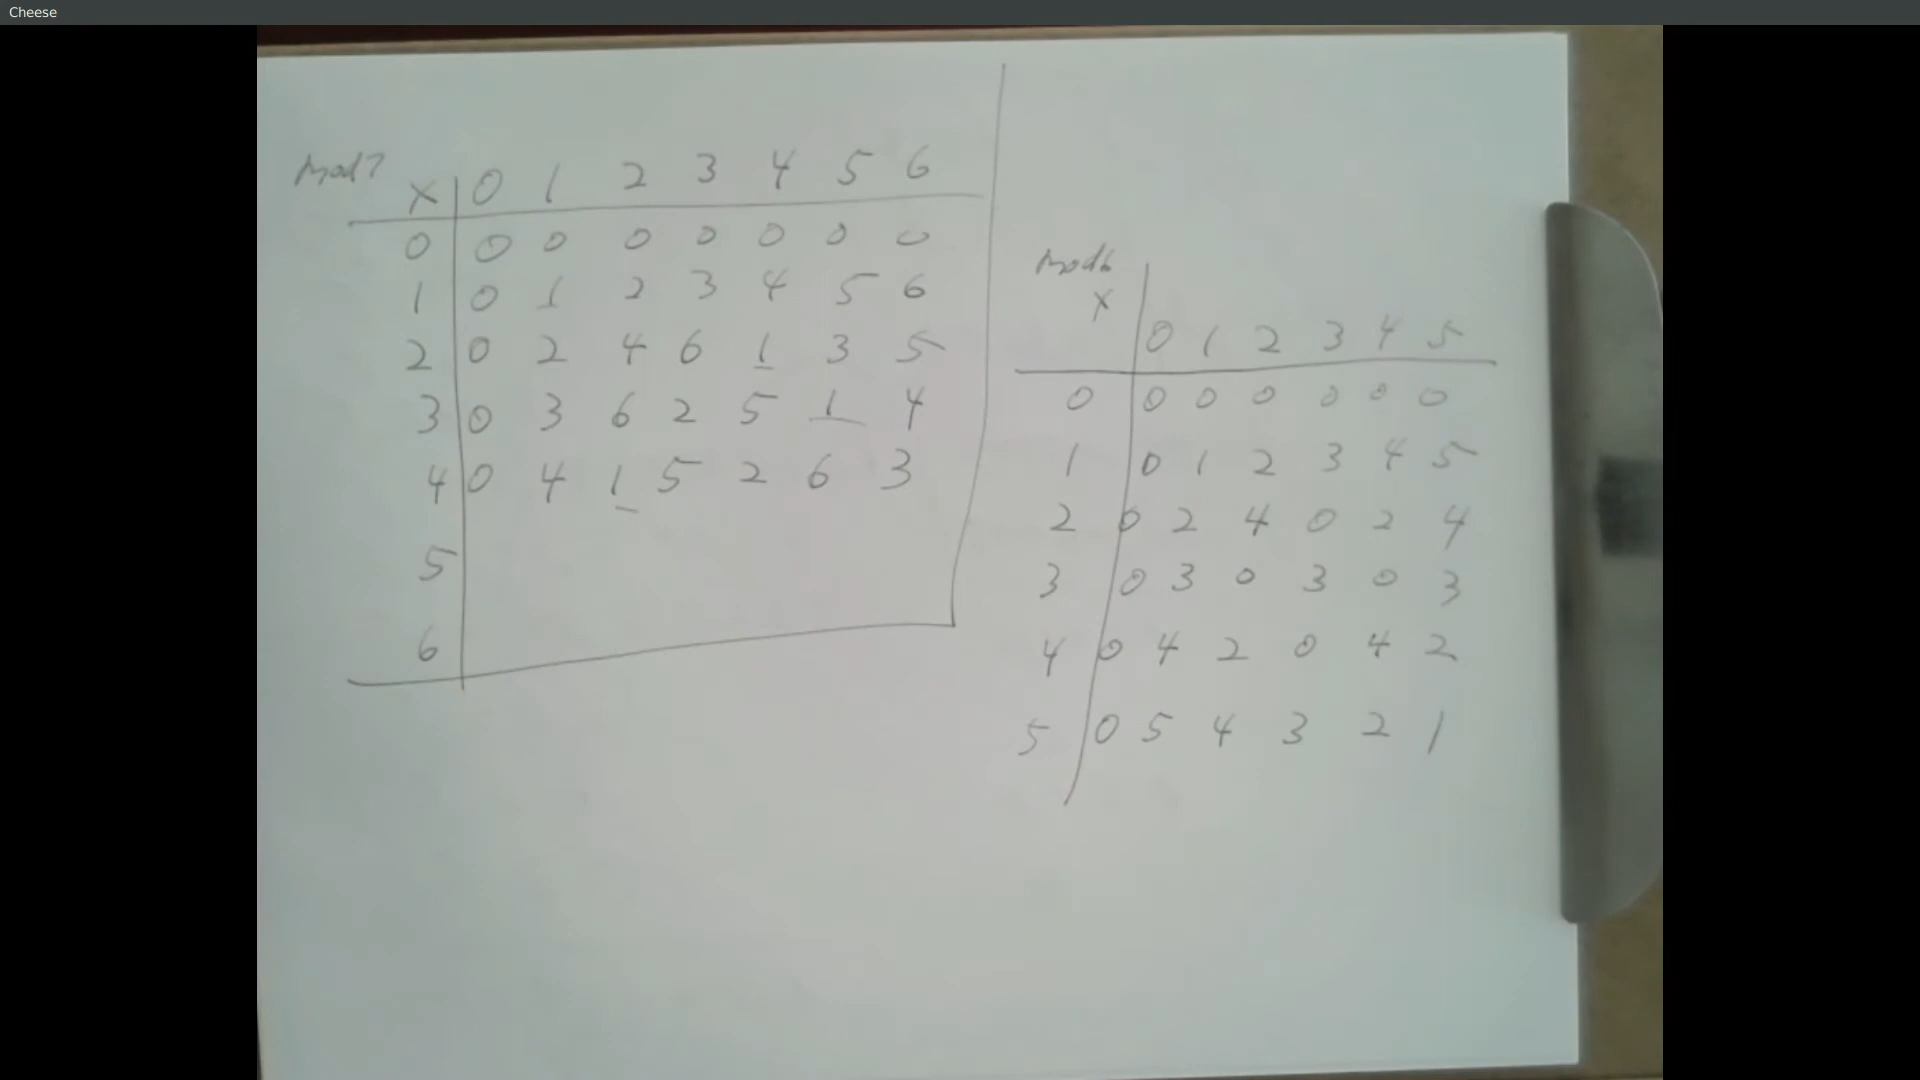 Cheese
Mod7
X 0 1 2 3 4 5 6
0 0 0 0 0 0 0 0
1 0 1 2 3 4 5 6
2 0 2 4 6 1 3 5
3 0 3 6 2 5 1 4
4 0 4 1 5 2 6 3
5
6
Mod6
X
0 1 2 3 4 5
0 0 0 0 0 0 0
1 0 1 2 3 4 5
2 0 2 4 0 2 4
3 0 3 0 3 0 3
4 0 4 2 0 4 2
5 0 5 4 3 2 1